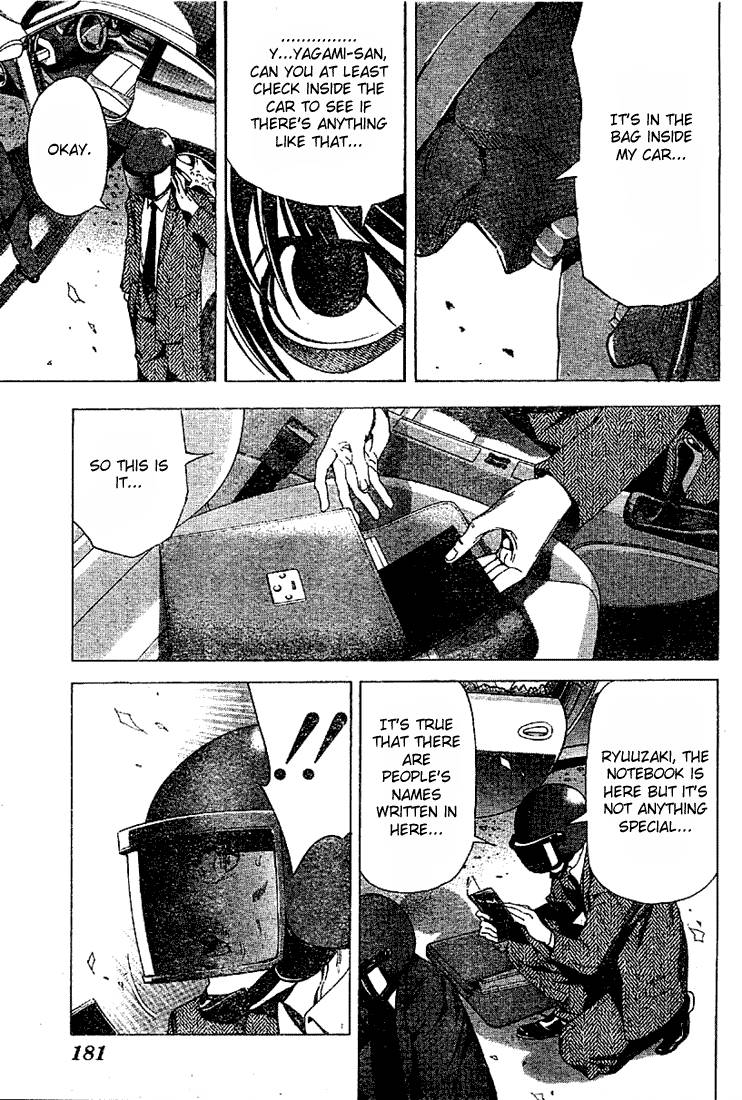 IT'S IN THE
BAG INSIDE
MY CAR...
...............
Y...YAGAMI-SAN,
CAN YOU AT LEAST
CHECK INSIDE
THE CAR TO SEE IF
THERE'S ANYTHING
LIKE THAT...
OKAY.
SO THIS IS
IT...
RYUUZAKI, THE
NOTEBOOK IS
HERE BUT IT'S
NOT ANYTHING
SPECIAL...
IT'S TRUE
THAT THERE
ARE
PEOPLE'S
NAMES
WRITTEN IN
HERE...
!!
181